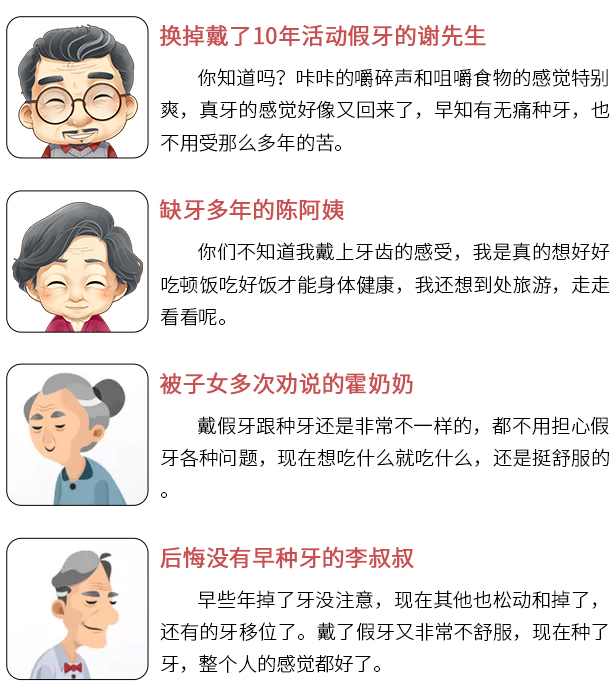 换掉戴了10年活动假牙的谢先生
你知道吗？咔咔的嚼碎声和咀嚼食物的感觉特别
爽，真牙的感觉好像又回来了，早知有无痛种牙，也
不用受那么多年的苦。
缺牙多年的陈阿姨
你们不知道我戴上牙齿的感受，我是真的想好好
吃顿饭吃好饭才能身体健康，我还想到处旅游，走走
看看呢。
被子女多次劝说的霍奶奶
戴假牙跟种牙还是非常不一样的，都不用担心假
牙各种问题，现在想吃什么就吃什么，还是挺舒服的
。
后悔没有早种牙的李叔叔
早些年掉了牙没注意，现在其他也松动和掉了，
还有的牙移位了。戴了假牙又非常不舒服，现在种了
牙，整个人的感觉都好了。